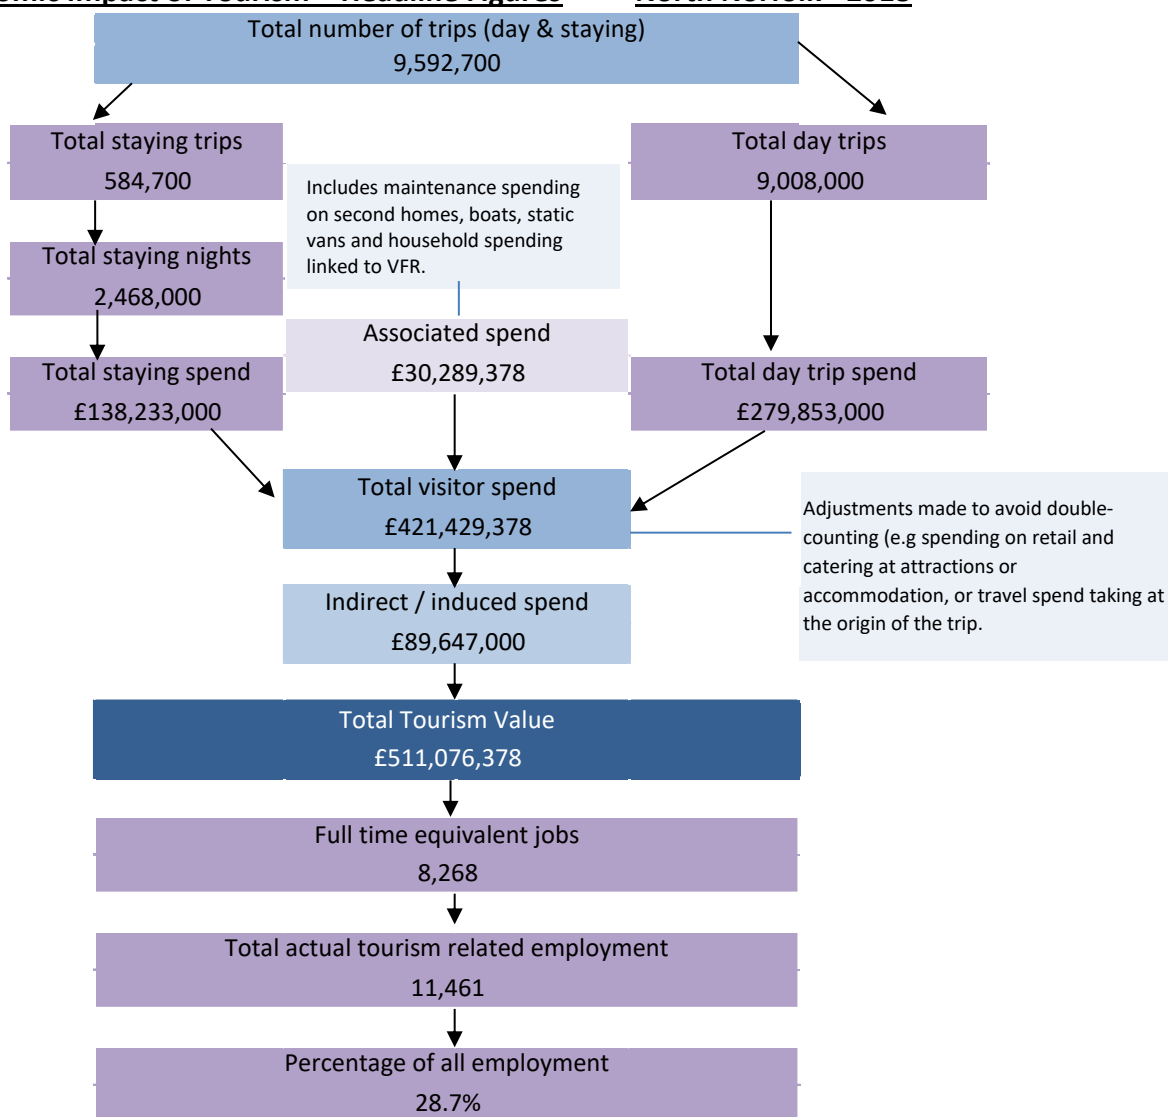 Total number of trips (day & staying)
9,592,700
Total staying trips
584,700
Total day trips
9,008,000
Includes maintenance spending
on second homes, boats, static
vans and household spending
linked to VFR.
Total staying nights
2,468,000
Associated spend
£30,289,378
Total staying spend
£138,233,000
Total day trip spend
£279,853,000
Total visitor spend
£421,429,378
Adjustments made to avoid double-
counting (e.g spending on retail and
catering at attractions or
accommodation, or travel spend taking at
the origin of the trip.
Indirect / induced spend
£89,647,000
Total Tourism Value
£511,076,378
Full time equivalent jobs
8,268
Total actual tourism related employment
11,461
Percentage of all employment
28.7%